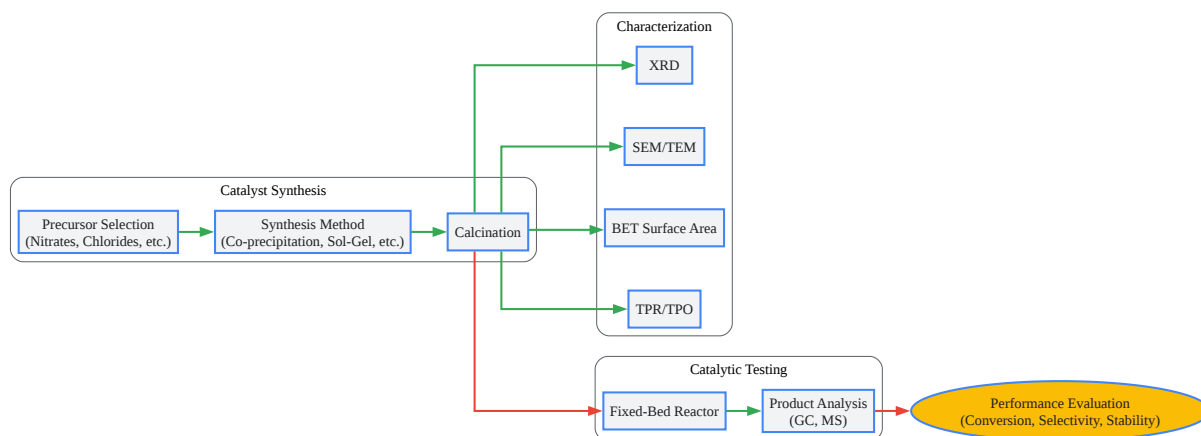 Characterization
XRD
SEM/TEM
Catalyst Synthesis
Precursor Selection
(Nitrates, Chlorides, etc.)
Synthesis Method
(Co-precipitation, Sol-Gel, etc.)
Calcination
BET Surface Area
TPR/TPO
Catalytic Testing
Fixed-Bed Reactor
Product Analysis
(GC, MS)
Performance Evaluation
(Conversion, Selectivity, Stability)